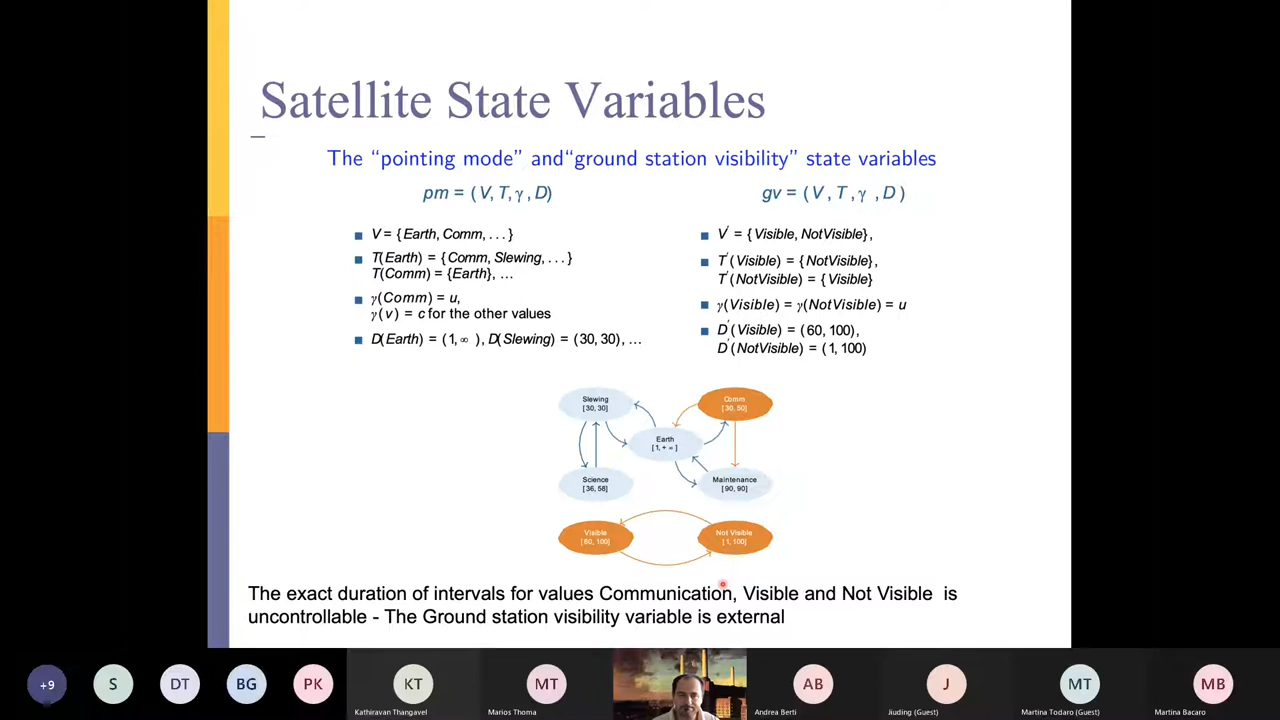 Satellite State Variables
The “pointing mode” and“ground station visibility” state variables
pm = ( V, T, γ , D)
V = {Earth, Comm, . . . }
T(Earth) = {Comm, Slewing, . . . }
T(Comm) = {Earth}, …
γ(Comm) = u,
γ( v) = c for the other values
D(Earth) = (1, ∞ ), D(Slewing) = (30, 30), …
gv = ( V , T , γ , D )
V′ = { Visible, NotVisible},
T′( Visible) = {NotVisible},
T′( NotVisible) = { Visible}
γ(Visible) = γ(NotVisible) = u
D′(Visible) = ( 60, 100),
D′(NotVisible) = (1, 100)
Slewing
[ 30, 30]
Comm
[30, 50]
Earth
[1, + ∞ ]
Science
[36, 58]
Maintenance
[90, 90]
Visible
[60, 100]
Not Visible
[1, 100]
The exact duration of intervals for values Communication, Visible and Not Visible is
uncontrollable - The Ground station visibility variable is external
+9
S
DT
BG
PK
KT
Kathiravan Thangavel
MT
Marios Thoma
AB
Andrea Berti
J
Jiuding (Guest)
MT
Martina Todaro (Guest)
MB
Martina Bacaro